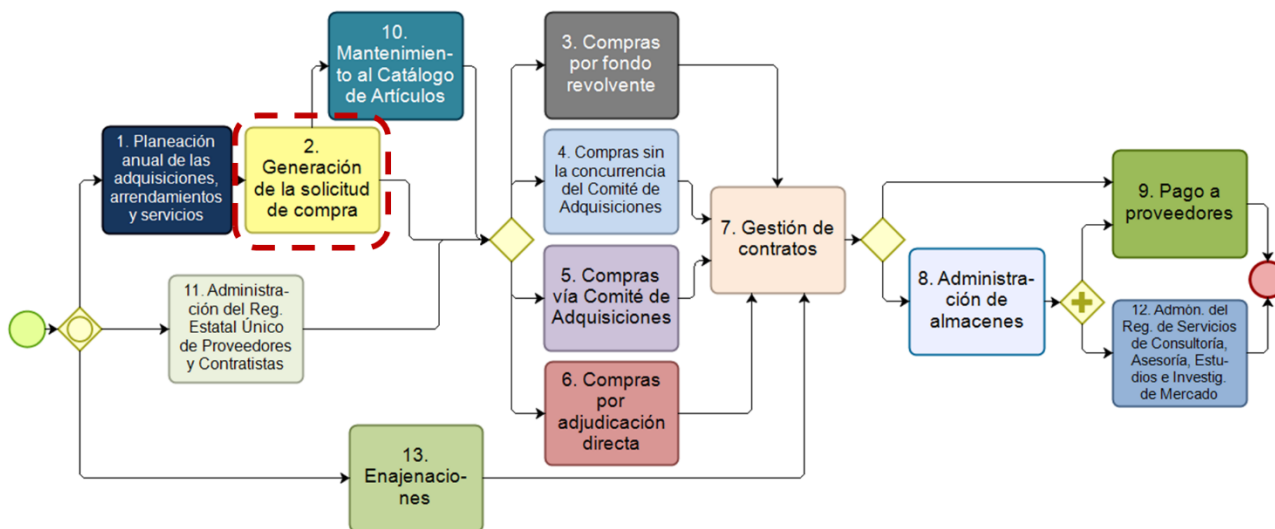 10.
Mantenimien-
to al Catálogo
de Artículos
3. Compras
por fondo
revolvente
1. Planeación
anual de las
adquisiciones,
arrendamientos
y servicios
2.
Generación
de la solicitud
de compra
4. Compras sin
la concurrencia
del Comité de
Adquisiciones
7. Gestión de
contratos
9. Pago a
proveedores
11. Administra-
ción del Reg.
Estatal Único
de Proveedores
y Contratistas
5. Compras
vía Comité de
Adquisiciones
8. Administra-
ción de
almacenes
12. Admón. del
Reg. de Servicios
de Consultoría,
Asesoría, Estu-
dios e Investig.
de Mercado
6. Compras
por
adjudicación
directa
13.
Enajenacio-
nes